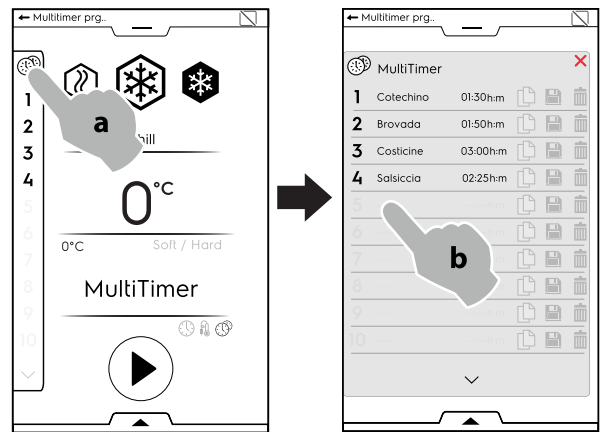 Multitimer prg..
1
2
3
4
5
6
7
8
9
10
a
hill
0°C
0°C Soft / Hard
MultiTimer
Multitimer prg..
MultiTimer
1 Cotechino 01:30h:m
2 Brovada 01:50h:m
3 Costicine 03:00h:m
4 Salsiccia 02:25h:m
5
6
7
8
9
10
b